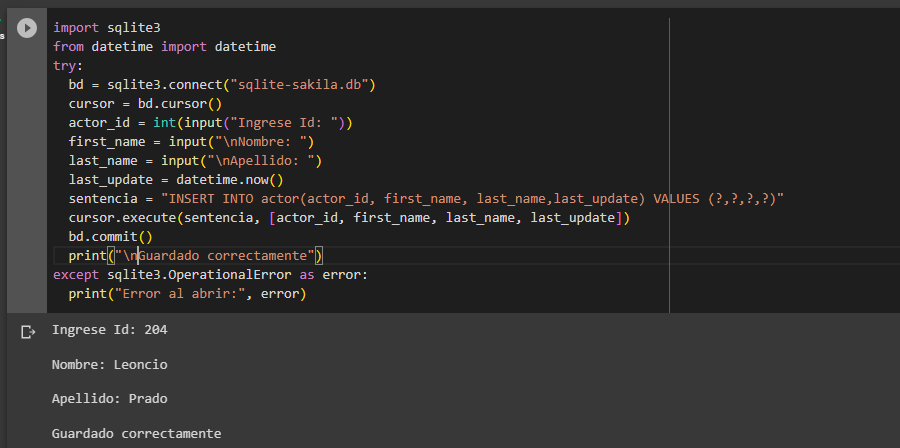 s
import sqlite3
from datetime import datetime
try:
  bd = sqlite3.connect("sqlite-sakila.db")
  cursor = bd.cursor()
  actor_id = int(input("Ingrese Id: "))
  first_name = input("\nNombre: ")
  last_name = input("\nApellido: ")
  last_update = datetime.now()
  sentencia = "INSERT INTO actor(actor_id, first_name, last_name,last_update) VALUES (?,?,?,?)"
  cursor.execute(sentencia, [actor_id, first_name, last_name, last_update])
  bd.commit()
  print("\nGuardado correctamente")
except sqlite3.OperationalError as error:
  print("Error al abrir:", error)
Ingrese Id: 204
Nombre: Leoncio
Apellido: Prado
Guardado correctamente